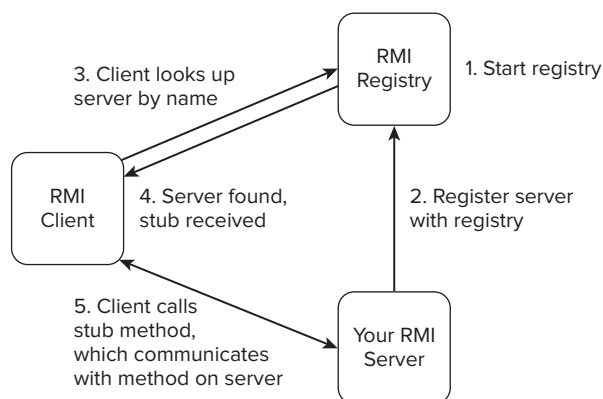 RMI
Registry
1. Start registry
3. Client looks up
server by name
RMI
Client
4. Server found,
stub received
2. Register server
with registry
5. Client calls
stub method,
which communicates
with method on server
Your RMI
Server